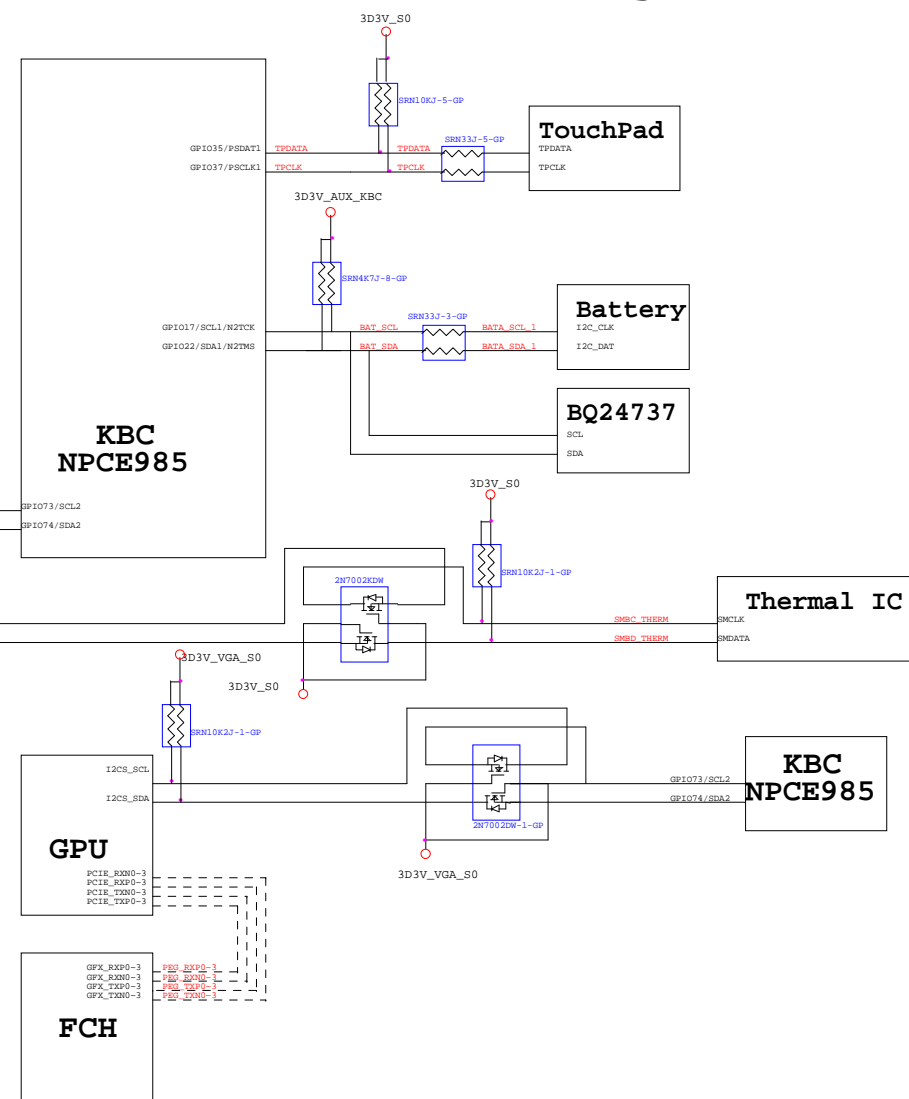 3D3V_S0
SRN10KJ-5-GP
TouchPad
SRN33J-5-GP
GPIO35/PSDAT1 TPDATA TPDATA TPDATA
GPIO37/PSCLK1 TPCLK TPCLK TPCLK
3D3V_AUX_KBC
SRN4K7J-8-GP
Battery
SRN33J-3-GP
GPIO17/SCL1/N2TCK BAT_SCL BATA_SCL_1 I2C_CLK
GPIO22/SDA1/N2TMS BAT_SDA BATA_SDA_1 I2C_DAT
BQ24737
SCL
SDA
KBC
NPCE985
3D3V_S0
GPIO73/SCL2
GPIO74/SDA2
SRN10K2J-1-GP
2N7002KDW
Thermal IC
SMBC_THERM SMCLK
SMBD_THERM SMDATA
3D3V_VGA_S0
3D3V_S0
SRN10K2J-1-GP
I2CS_SCL
I2CS_SDA
GPIO73/SCL2
GPIO74/SDA2
KBC
NPCE985
2N7002DW-1-GP
GPU
3D3V_VGA_S0
PCIE_RXN0-3
PCIE_RXP0-3
PCIE_TXN0-3
PCIE_TXP0-3
GFX_RXP0-3 PEG_RXP0-3
GFX_RXN0-3 PEG_RXN0-3
GFX_TXP0-3 PEG_TXP0-3
GFX_TXN0-3 PEG_TXN0-3
FCH